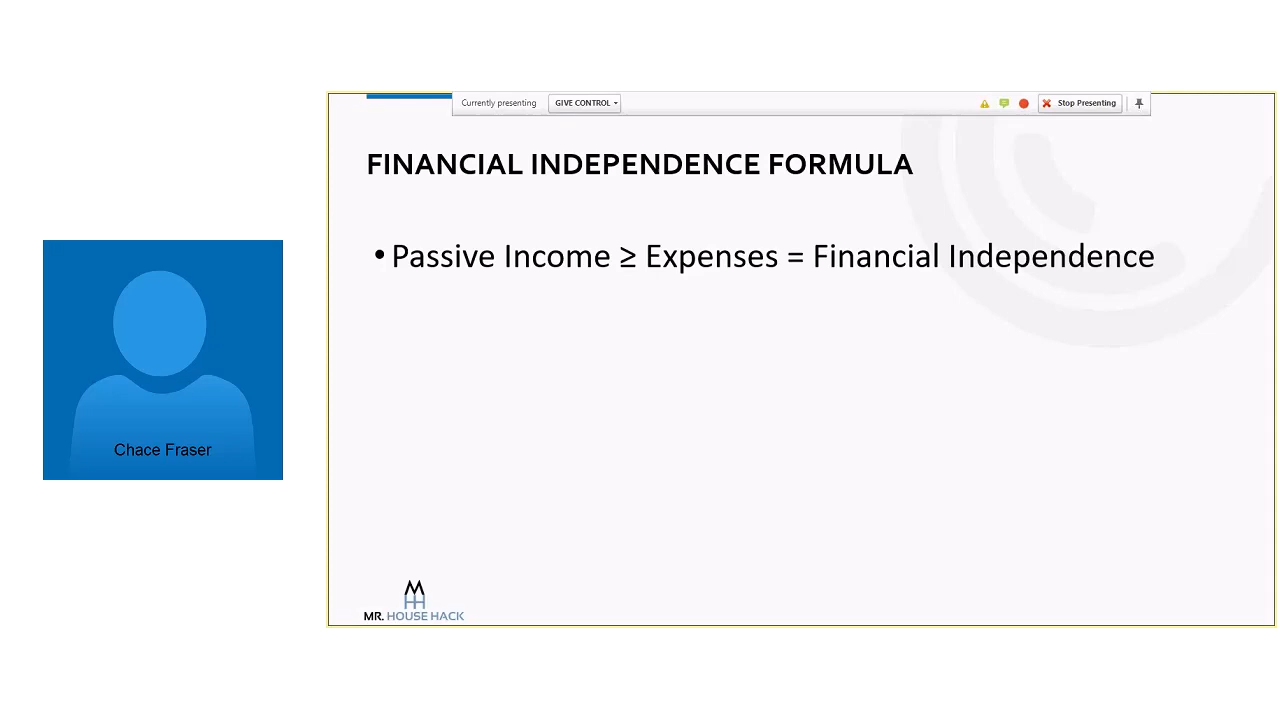 Currently presenting GIVE CONTROL Stop Presenting
FINANCIAL INDEPENDENCE FORMULA
• Passive Income ≥ Expenses = Financial Independence
Chace Fraser
MR. HOUSE HACK